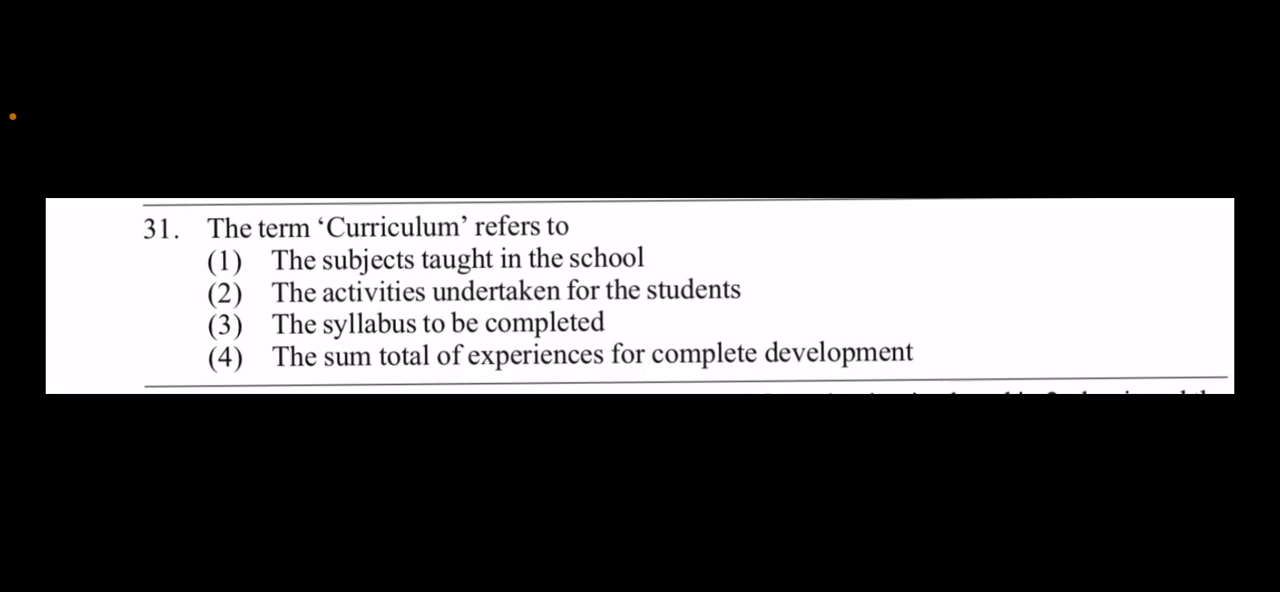 31. The term ‘Curriculum’ refers to
(1) The subjects taught in the school
(2) The activities undertaken for the students
(3) The syllabus to be completed
(4) The sum total of experiences for complete development